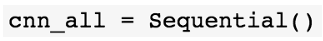 cnn_all = Sequential()